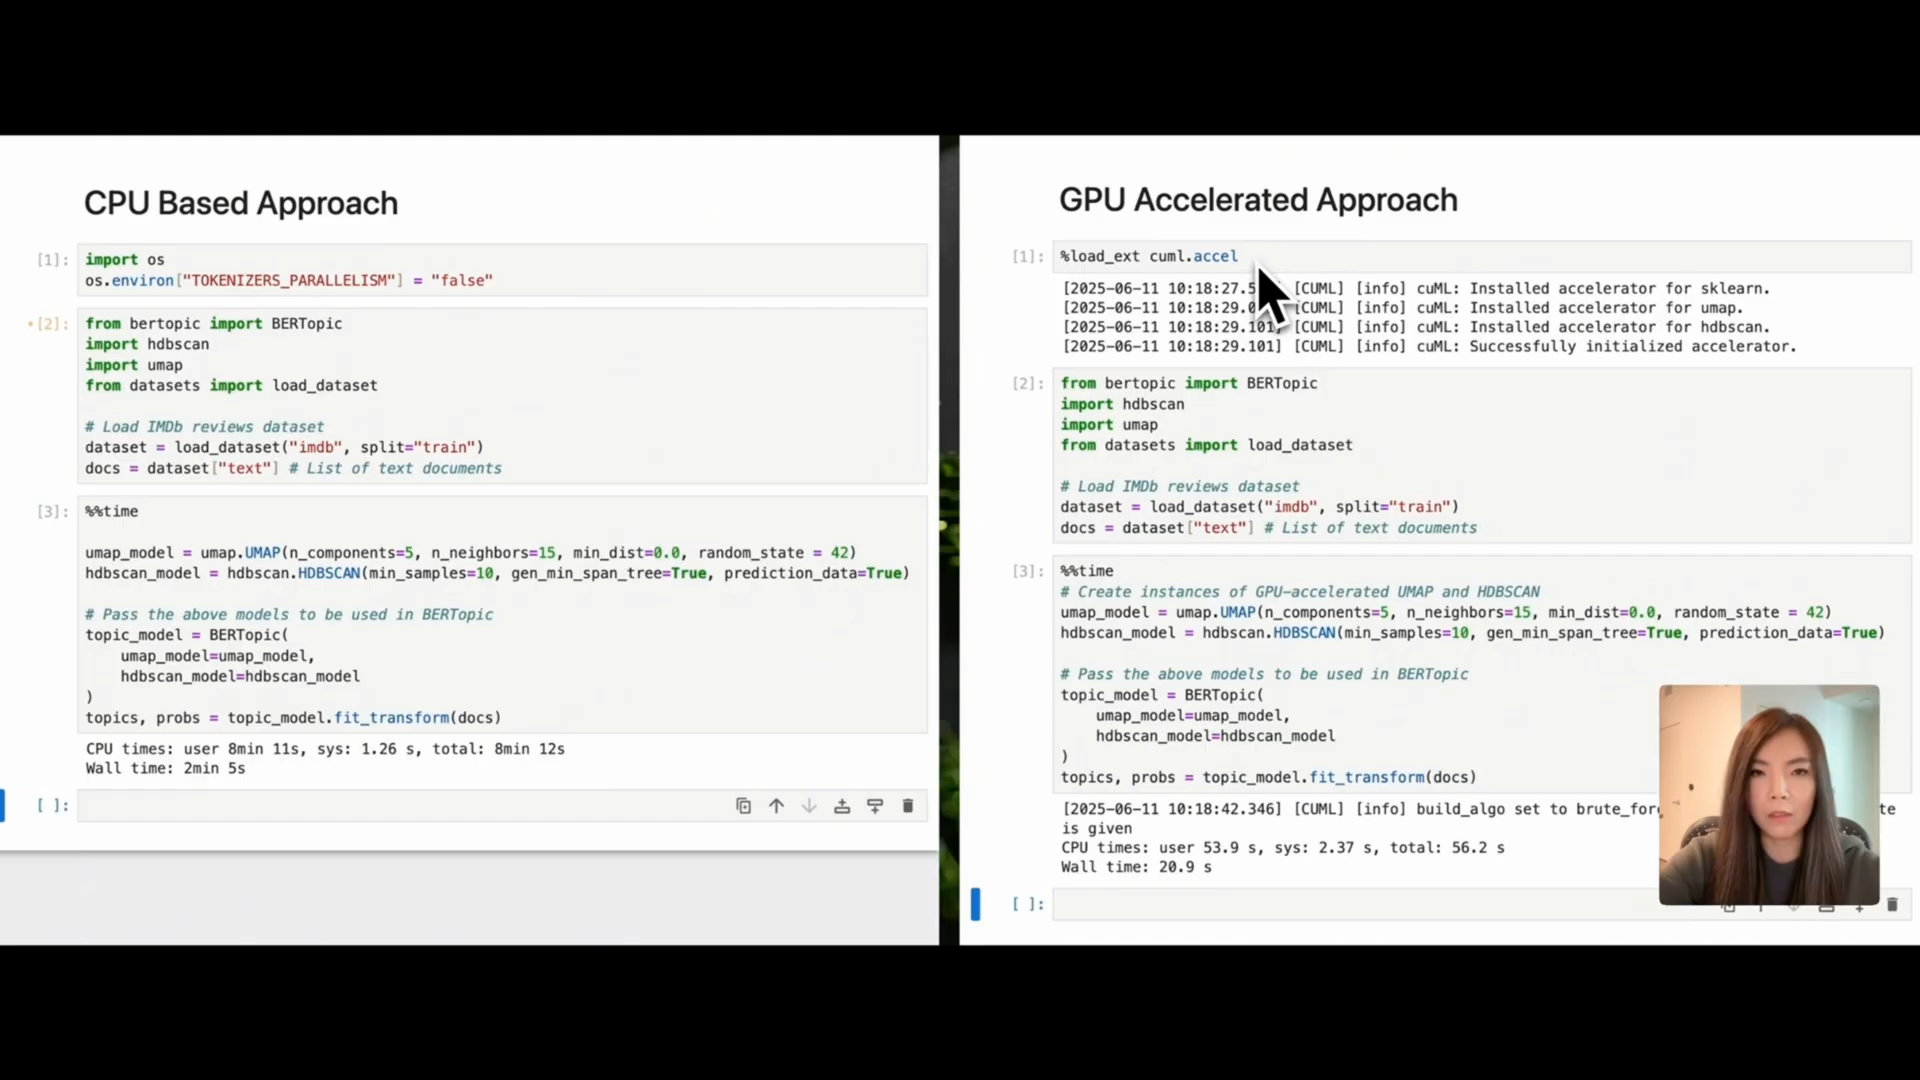 CPU Based Approach
[1]:
import os
os.environ["TOKENIZERS_PARALLELISM"] = "false"
[2]:
from bertopic import BERTopic
import hdbscan
import umap
from datasets import load_dataset
# Load IMDb reviews dataset
dataset = load_dataset("imdb", split="train")
docs = dataset["text"] # List of text documents
[3]:
%%time
umap_model = umap.UMAP(n_components=5, n_neighbors=15, min_dist=0.0, random_state = 42)
hdbscan_model = hdbscan.HDBSCAN(min_samples=10, gen_min_span_tree=True, prediction_data=True)
# Pass the above models to be used in BERTopic
topic_model = BERTopic(
    umap_model=umap_model,
    hdbscan_model=hdbscan_model
)
topics, probs = topic_model.fit_transform(docs)
CPU times: user 8min 11s, sys: 1.26 s, total: 8min 12s
Wall time: 2min 5s
[ ]:
GPU Accelerated Approach
[1]:
%load_ext cuml.accel
[2025-06-11 10:18:27.5 [CUML] [info] cuML: Installed accelerator for sklearn.
[2025-06-11 10:18:29.0 [CUML] [info] cuML: Installed accelerator for umap.
[2025-06-11 10:18:29.101] [CUML] [info] cuML: Installed accelerator for hdbscan.
[2025-06-11 10:18:29.101] [CUML] [info] cuML: Successfully initialized accelerator.
[2]:
from bertopic import BERTopic
import hdbscan
import umap
from datasets import load_dataset
# Load IMDb reviews dataset
dataset = load_dataset("imdb", split="train")
docs = dataset["text"] # List of text documents
[3]:
%%time
# Create instances of GPU-accelerated UMAP and HDBSCAN
umap_model = umap.UMAP(n_components=5, n_neighbors=15, min_dist=0.0, random_state = 42)
hdbscan_model = hdbscan.HDBSCAN(min_samples=10, gen_min_span_tree=True, prediction_data=True)
# Pass the above models to be used in BERTopic
topic_model = BERTopic(
    umap_model=umap_model,
    hdbscan_model=hdbscan_model
)
topics, probs = topic_model.fit_transform(docs)
[2025-06-11 10:18:42.346] [CUML] [info] build_algo set to brute_for te
is given
CPU times: user 53.9 s, sys: 2.37 s, total: 56.2 s
Wall time: 20.9 s
[ ]: